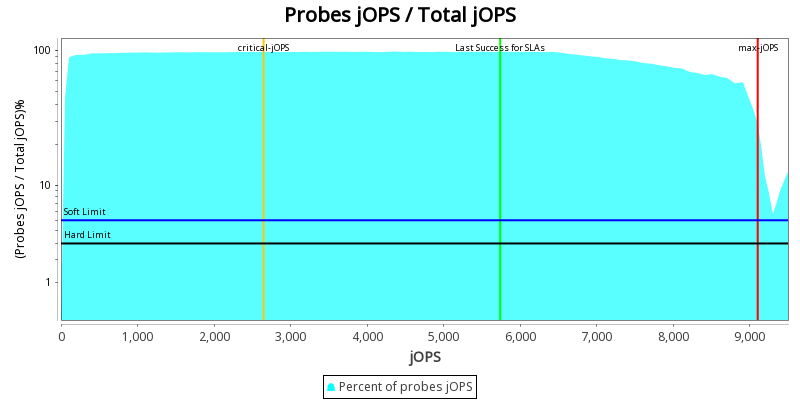 Probes jOPS / Total jOPS
(Probes jOPS / Total jOPS)%
100
10
1
critical-jOPS
Last Success for SLAs
max-jOPS
Soft Limit
Hard Limit
0
1,000
2,000
3,000
4,000
5,000
6,000
7,000
8,000
9,000
jOPS
Percent of probes jOPS